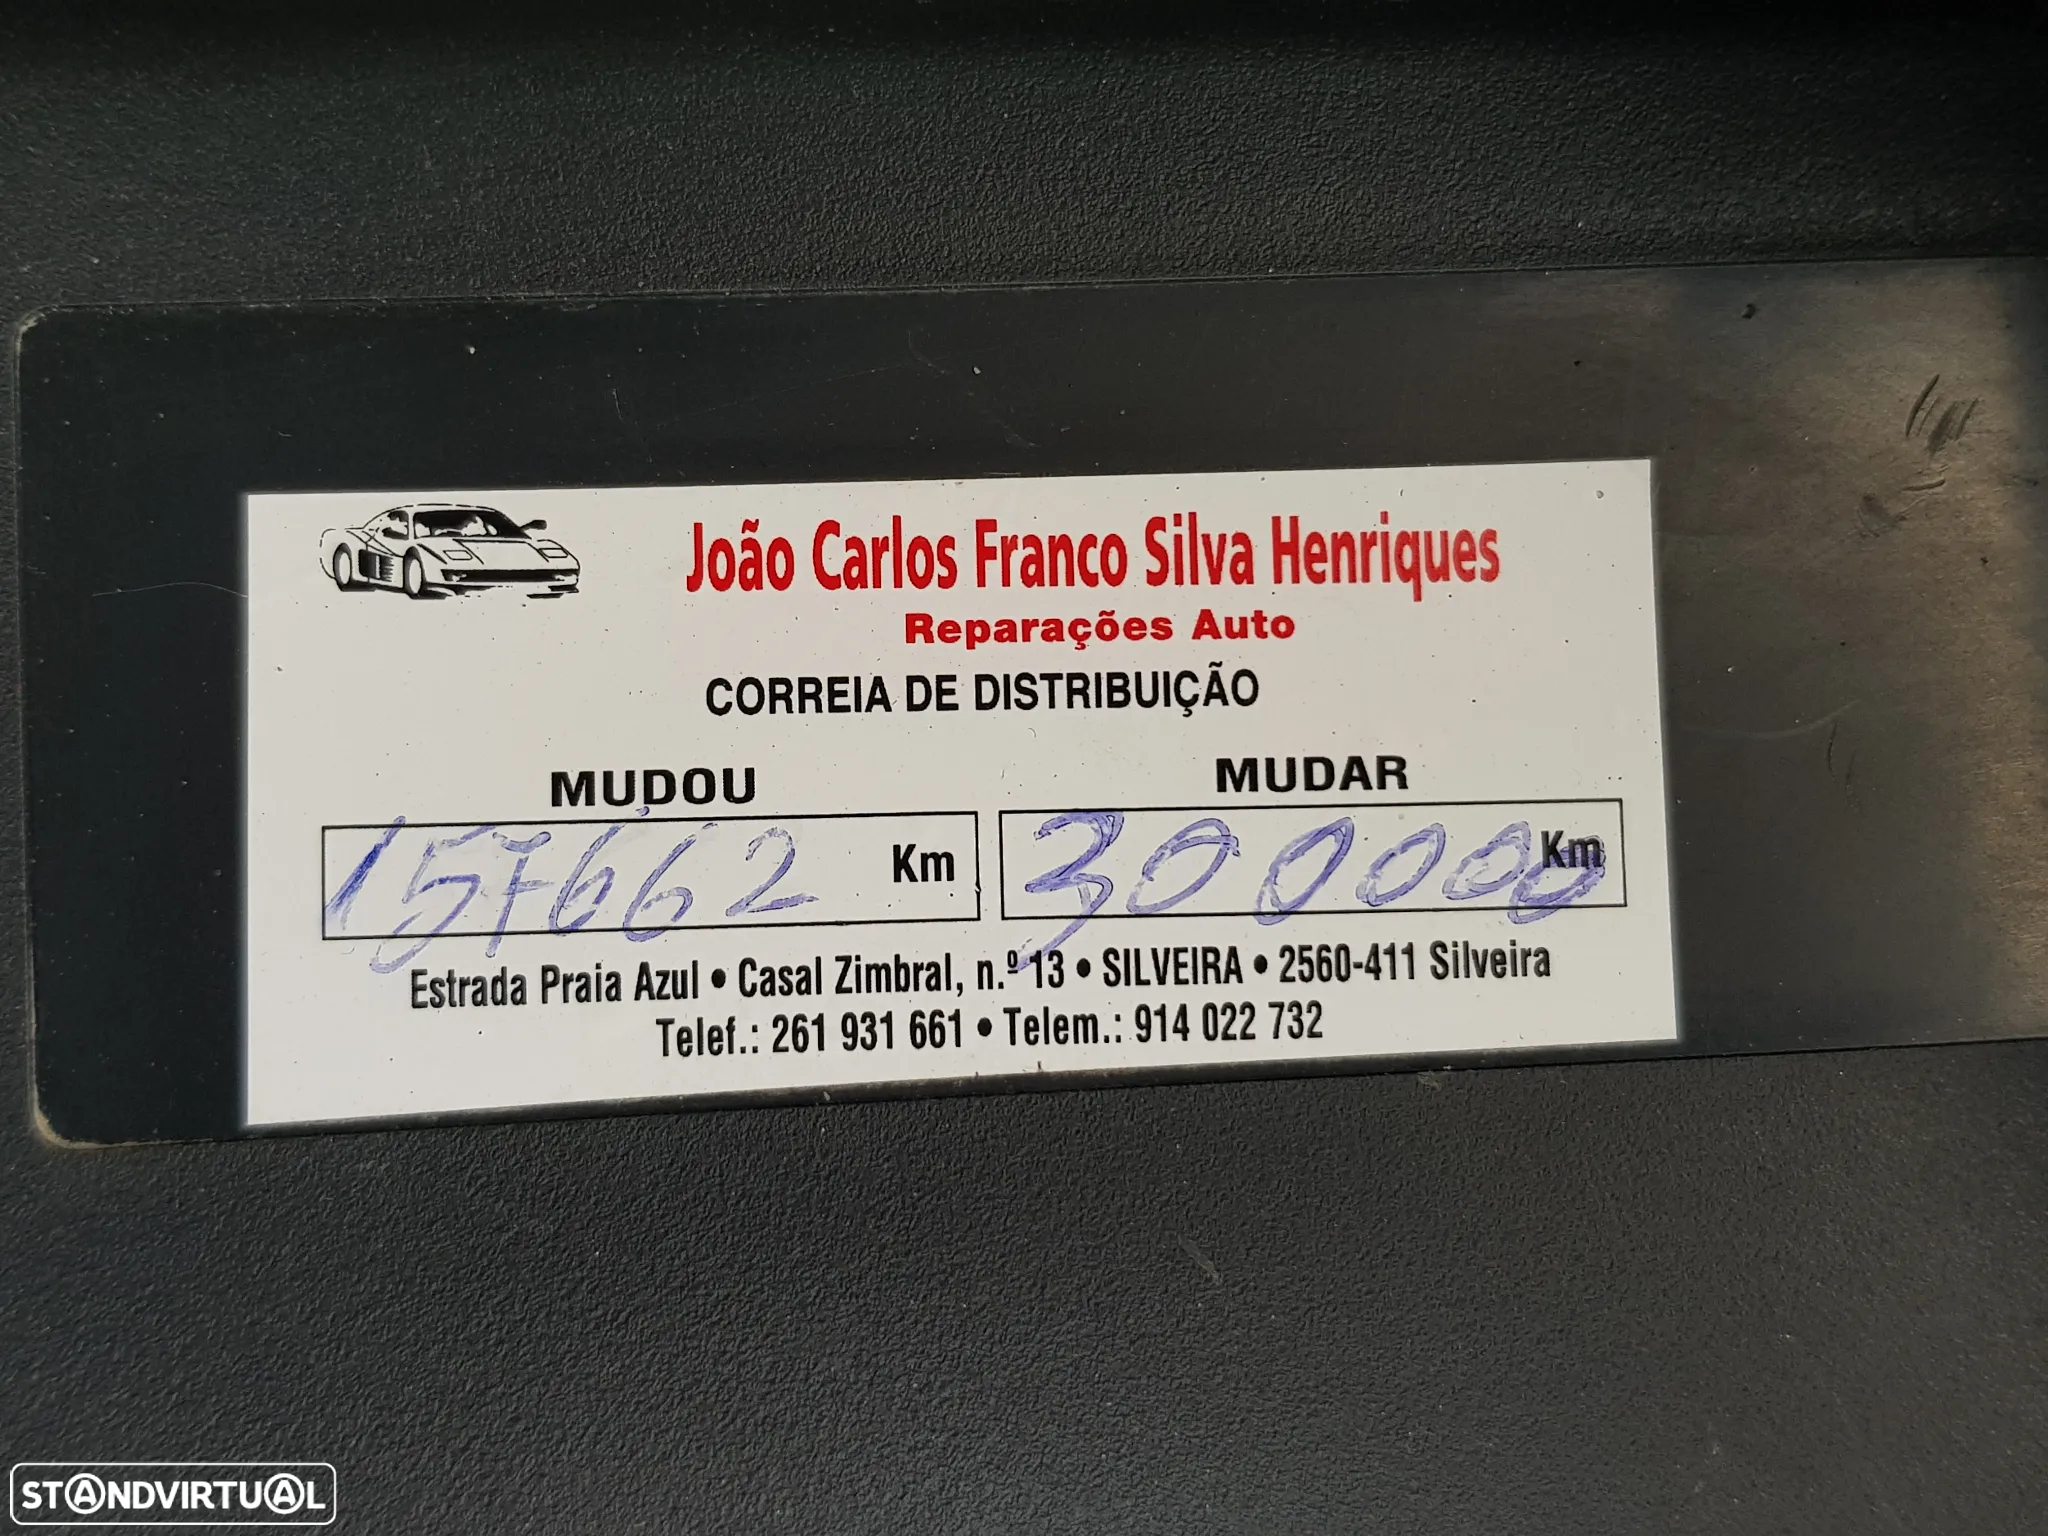 João Carlos Franco Silva Henriques
Reparações Auto
CORREIA DE DISTRIBUIÇÃO
MUDOU MUDAR
157662 Km 300000 Km
Estrada Praia Azul • Casal Zimbral, n.º 13 • SILVEIRA • 2560-411 Silveira
Telef.: 261 931 661 • Telem.: 914 022 732
STANDVIRTUAL